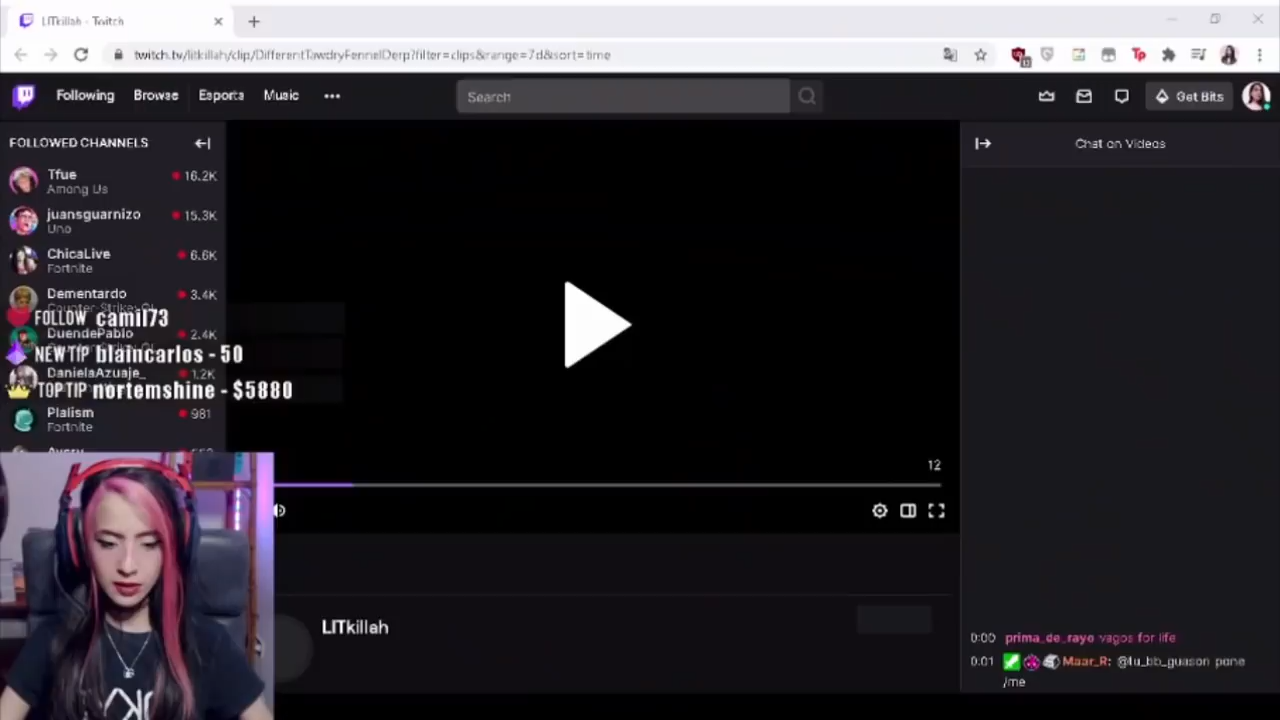 LITkillah - Twitch
twitch.tv/litkillah/clip/DifferentTawdryFennelDerp?filter=clips&range=7d&sort=time
Following Browse Esports Music Search Get Bits
FOLLOWED CHANNELS
Chat on Videos
Tfue 16.2K
Among Us
juansguarnizo 15.3K
Uno
ChicaLive 6.6K
Fortnite
Dementardo 3.4K
FOLLOW camil73
DuendePablo 2.4K
NEW TIP blaincarlos - 50
DanielaAzuaje_ 1.2K
TOP TIP nortemshine - $5880
Plalism 981
Fortnite
12
LITkillah
0:00 prima_de_rayo vagos for life
0:01 Maar_R: @lu_bb_guason pone
/me